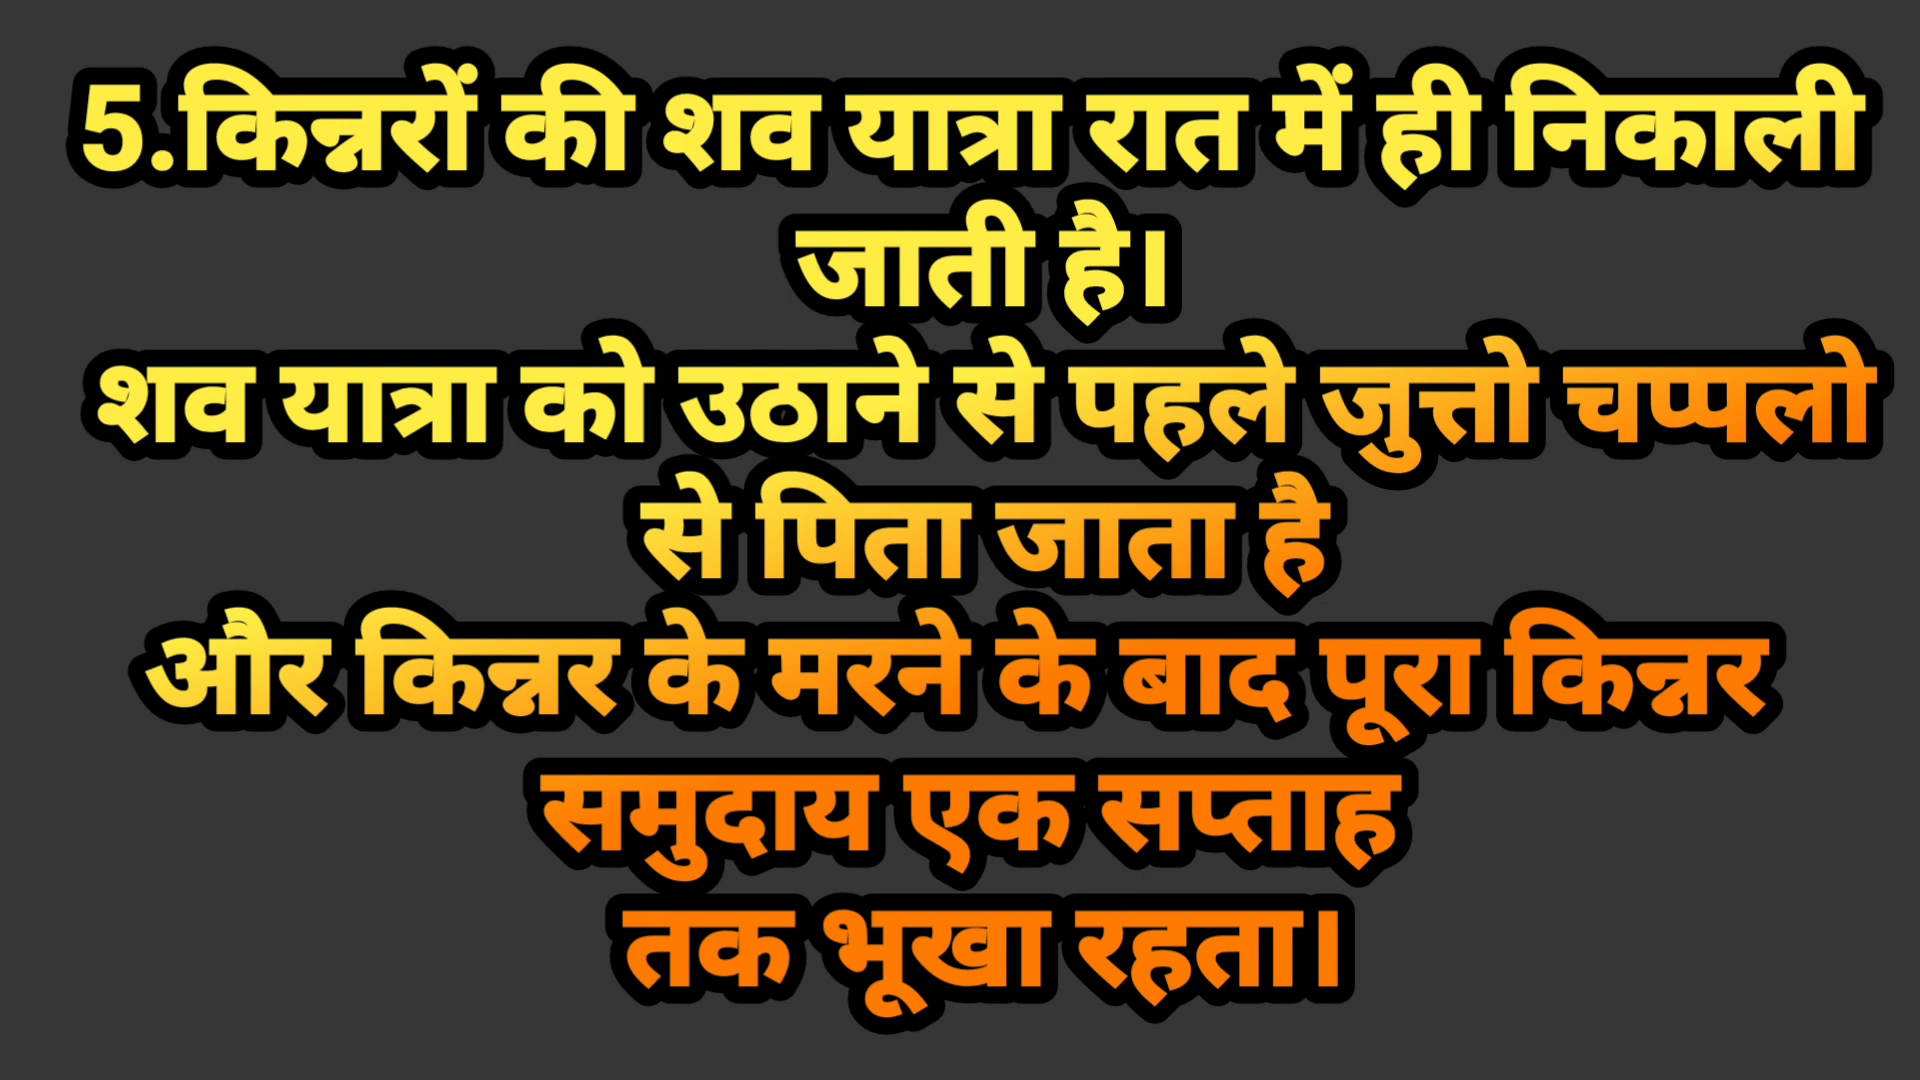 5.किन्नरों की शव यात्रा रात में ही निकाली
जाती है।
शव यात्रा को उठाने से पहले जुत्तो चप्पलो
से पिता जाता है
और किन्नर के मरने के बाद पूरा किन्नर
समुदाय एक सप्ताह
तक भूखा रहता।